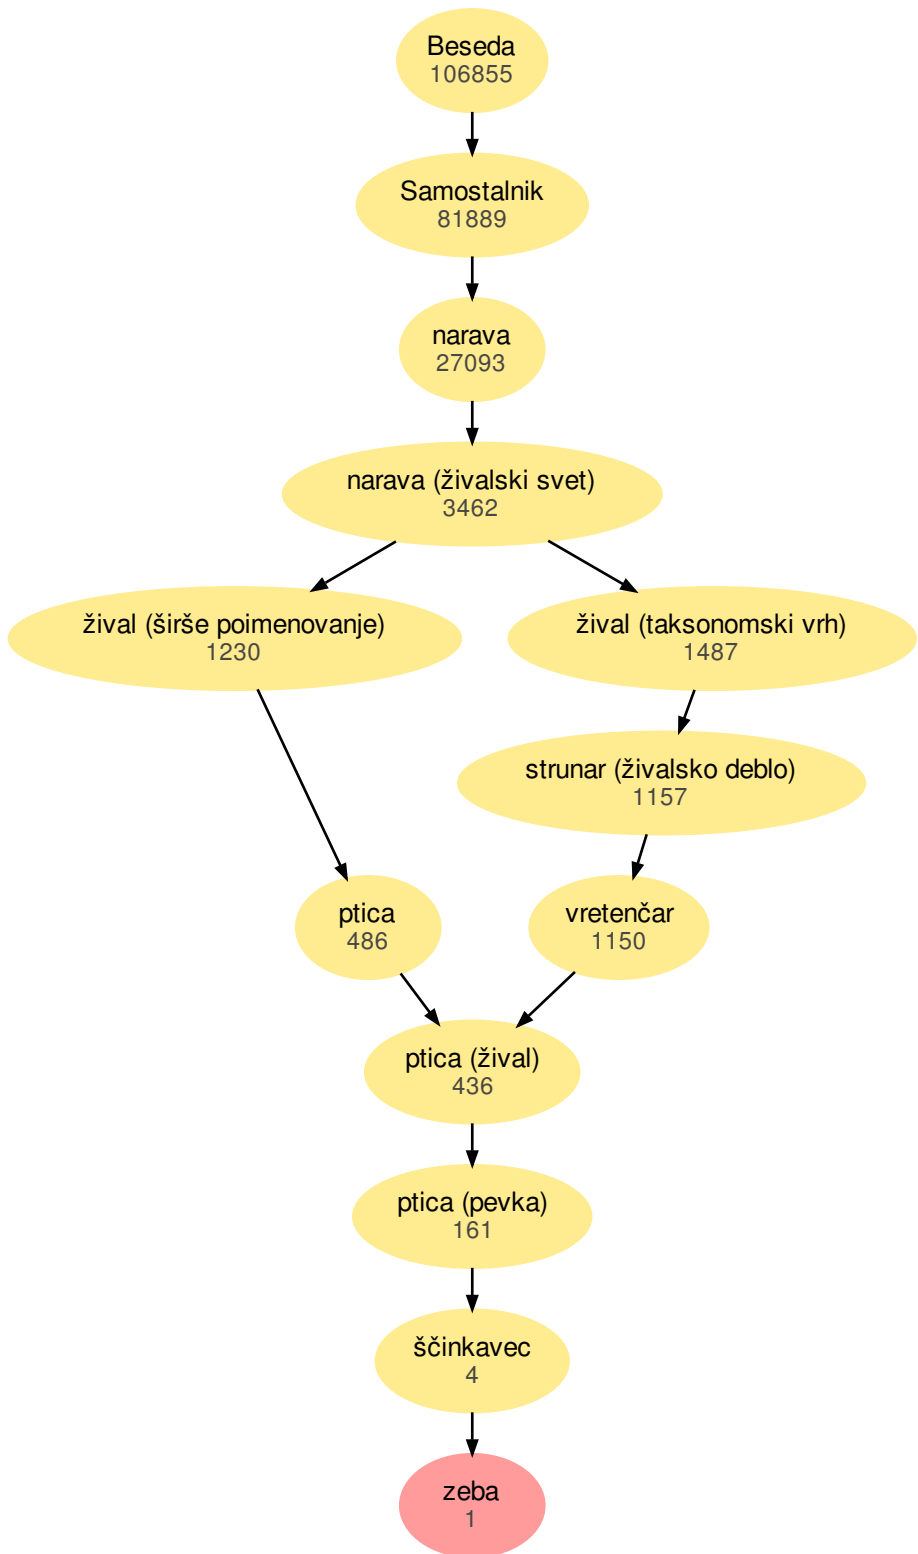 Beseda
106855
Samostalnik
81889
narava
27093
narava (živalski svet)
3462
žival (širše poimenovanje)
1230
žival (taksonomski vrh)
1487
strunar (živalsko deblo)
1157
ptica
486
vretenčar
1150
ptica (žival)
436
ptica (pevka)
161
ščinkavec
4
zeba
1